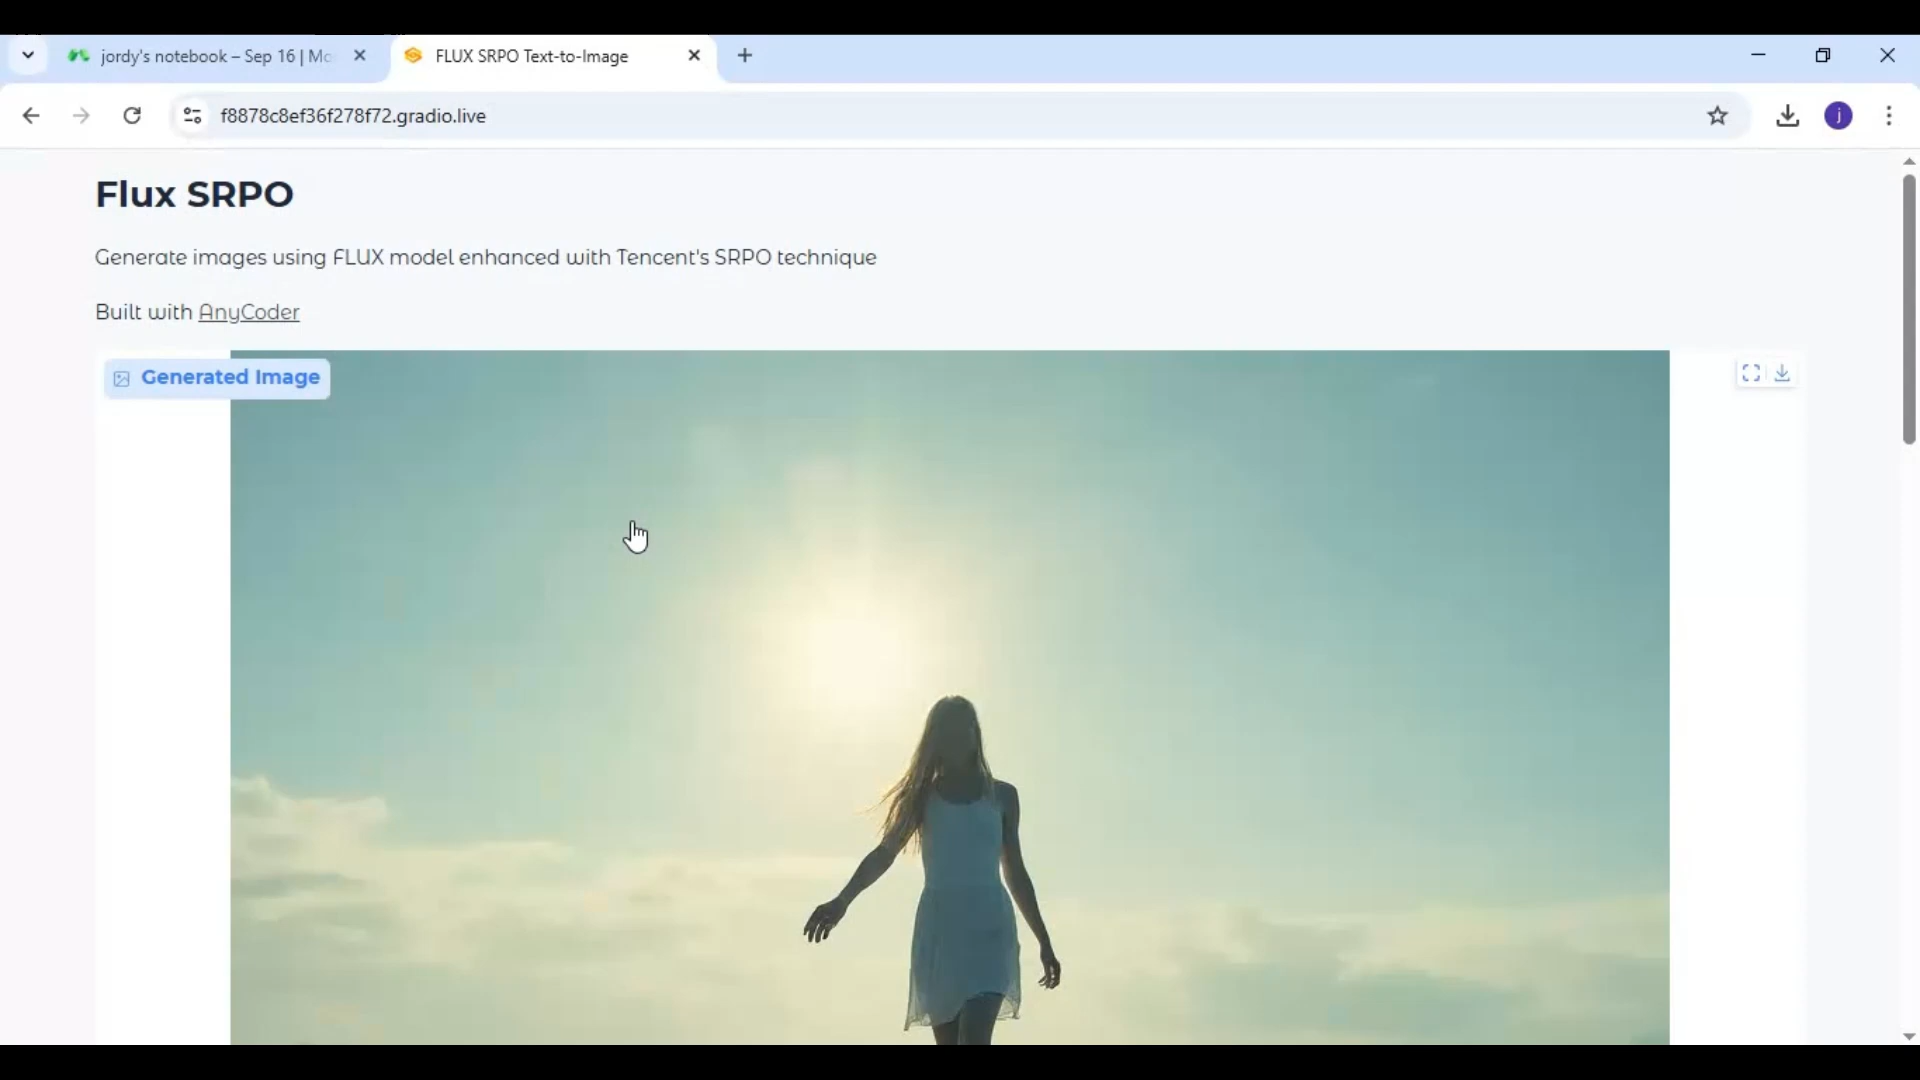 jordy's notebook – Sep 16 | Mo
FLUX SRPO Text-to-Image
f8878c8ef36f278f72.gradio.live
j
Flux SRPO
Generate images using FLUX model enhanced with Tencent's SRPO technique
Built with AnyCoder
Generated Image